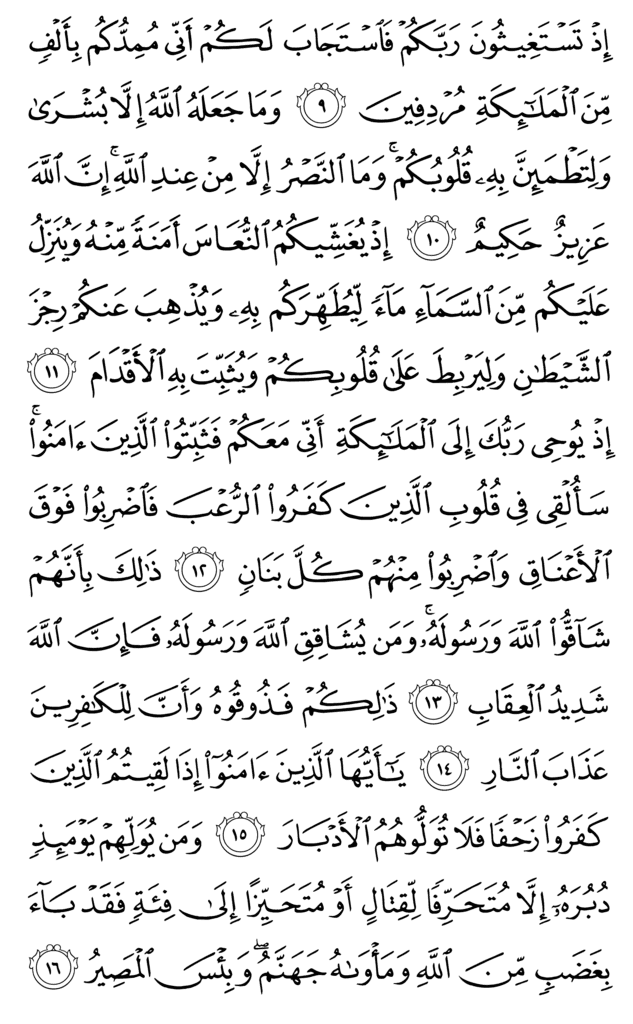 إِذۡ تَسۡتَغِيثُونَ رَبَّكُمۡ فَٱسۡتَجَابَ لَكُمۡ أَنِّي مُمِدُّكُم بِأَلۡفٖ
مِّنَ ٱلۡمَلَٰٓئِكَةِ مُرۡدِفِينَ ٩ وَمَا جَعَلَهُ ٱللَّهُ إِلَّا بُشۡرَىٰ
وَلِتَطۡمَئِنَّ بِهِۦ قُلُوبُكُمۡۚ وَمَا ٱلنَّصۡرُ إِلَّا مِنۡ عِندِ ٱللَّهِۚ إِنَّ ٱللَّهَ
عَزِيزٌ حَكِيمٌ ١٠ إِذۡ يُغَشِّيكُمُ ٱلنُّعَاسَ أَمَنَةٗ مِّنۡهُ وَيُنَزِّلُ
عَلَيۡكُم مِّنَ ٱلسَّمَآءِ مَآءٗ لِّيُطَهِّرَكُم بِهِۦ وَيُذۡهِبَ عَنكُمۡ رِجۡزَ
ٱلشَّيۡطَٰنِ وَلِيَرۡبِطَ عَلَىٰ قُلُوبِكُمۡ وَيُثَبِّتَ بِهِ ٱلۡأَقۡدَامَ ١١
إِذۡ يُوحِي رَبُّكَ إِلَى ٱلۡمَلَٰٓئِكَةِ أَنِّي مَعَكُمۡ فَثَبِّتُواْ ٱلَّذِينَ ءَامَنُواْۚ
سَأُلۡقِي فِي قُلُوبِ ٱلَّذِينَ كَفَرُواْ ٱلرُّعۡبَ فَٱضۡرِبُواْ فَوۡقَ
ٱلۡأَعۡنَاقِ وَٱضۡرِبُواْ مِنۡهُمۡ كُلَّ بَنَانٖ ١٢ ذَٰلِكَ بِأَنَّهُمۡ
شَآقُّواْ ٱللَّهَ وَرَسُولَهُۥۚ وَمَن يُشَاقِقِ ٱللَّهَ وَرَسُولَهُۥ فَإِنَّ ٱللَّهَ
شَدِيدُ ٱلۡعِقَابِ ١٣ ذَٰلِكُمۡ فَذُوقُوهُ وَأَنَّ لِلۡكَٰفِرِينَ
عَذَابَ ٱلنَّارِ ١٤ يَٰٓأَيُّهَا ٱلَّذِينَ ءَامَنُوٓاْ إِذَا لَقِيتُمُ ٱلَّذِينَ
كَفَرُواْ زَحۡفٗا فَلَا تُوَلُّوهُمُ ٱلۡأَدۡبَارَ ١٥ وَمَن يُوَلِّهِمۡ يَوۡمَئِذٖ
دُبُرَهُۥٓ إِلَّا مُتَحَرِّفٗا لِّقِتَالٍ أَوۡ مُتَحَيِّزًا إِلَىٰ فِئَةٖ فَقَدۡ بَآءَ
بِغَضَبٖ مِّنَ ٱللَّهِ وَمَأۡوَىٰهُ جَهَنَّمُۖ وَبِئۡسَ ٱلۡمَصِيرُ ١٦